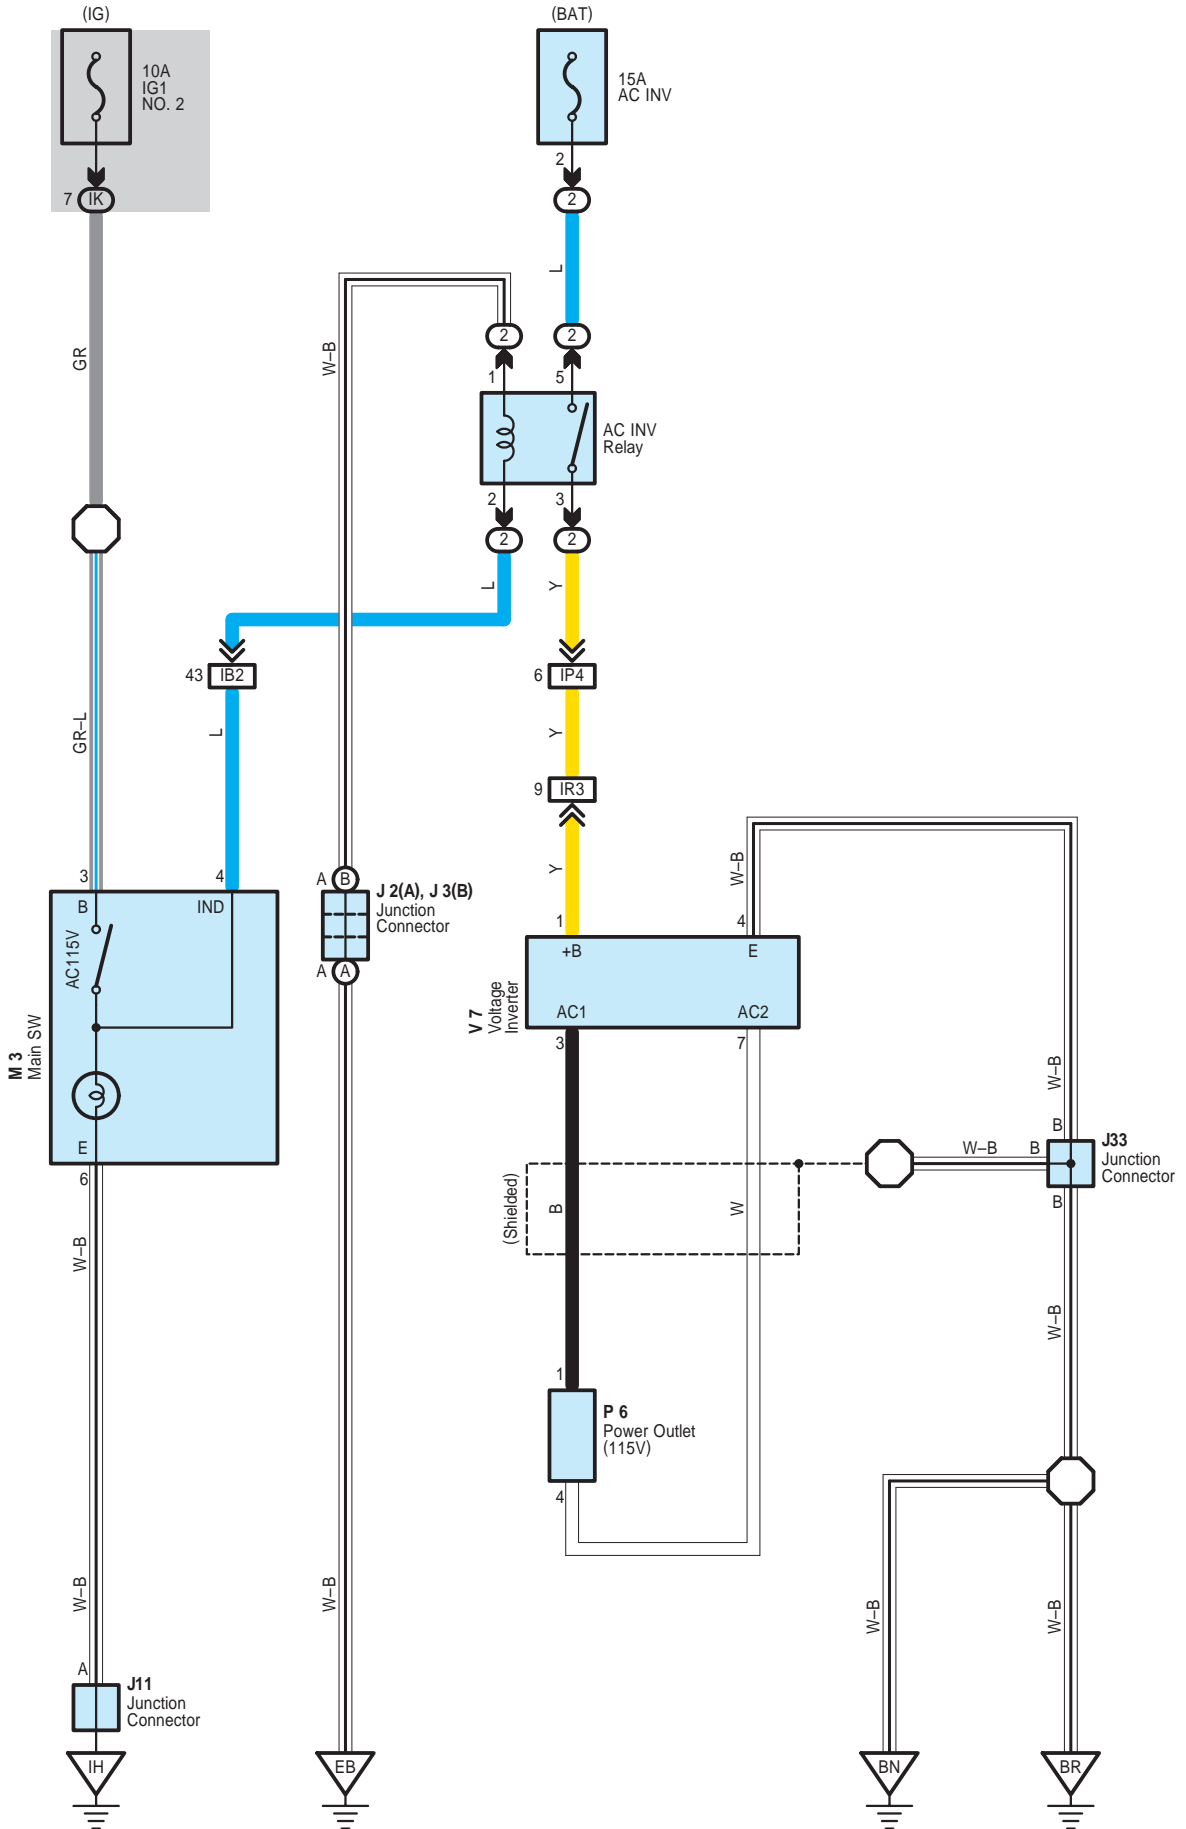 (IG)
(BAT)
10A
IG1
NO. 2
15A
AC INV
2
7
IK
2
L
GR
W–B
2
2
1
5
AC INV
Relay
2
3
2
2
L
Y
43
IB2
6
IP4
GR–L
L
Y
9
IR3
Y
W–B
3
4
A
B
J 2(A), J 3(B)
Junction
Connector
A
A
B
IND
AC115V
M 3
Main SW
E
6
1
4
+B
E
AC1
AC2
V 7
Voltage
Inverter
3
7
W–B
B
W–B
B
J33
Junction
Connector
B
(Shielded)
B
W
W–B
W–B
1
P 6
Power Outlet
(115V)
4
W–B
W–B
W–B
W–B
A
J11
Junction
Connector
IH
EB
BN
BR